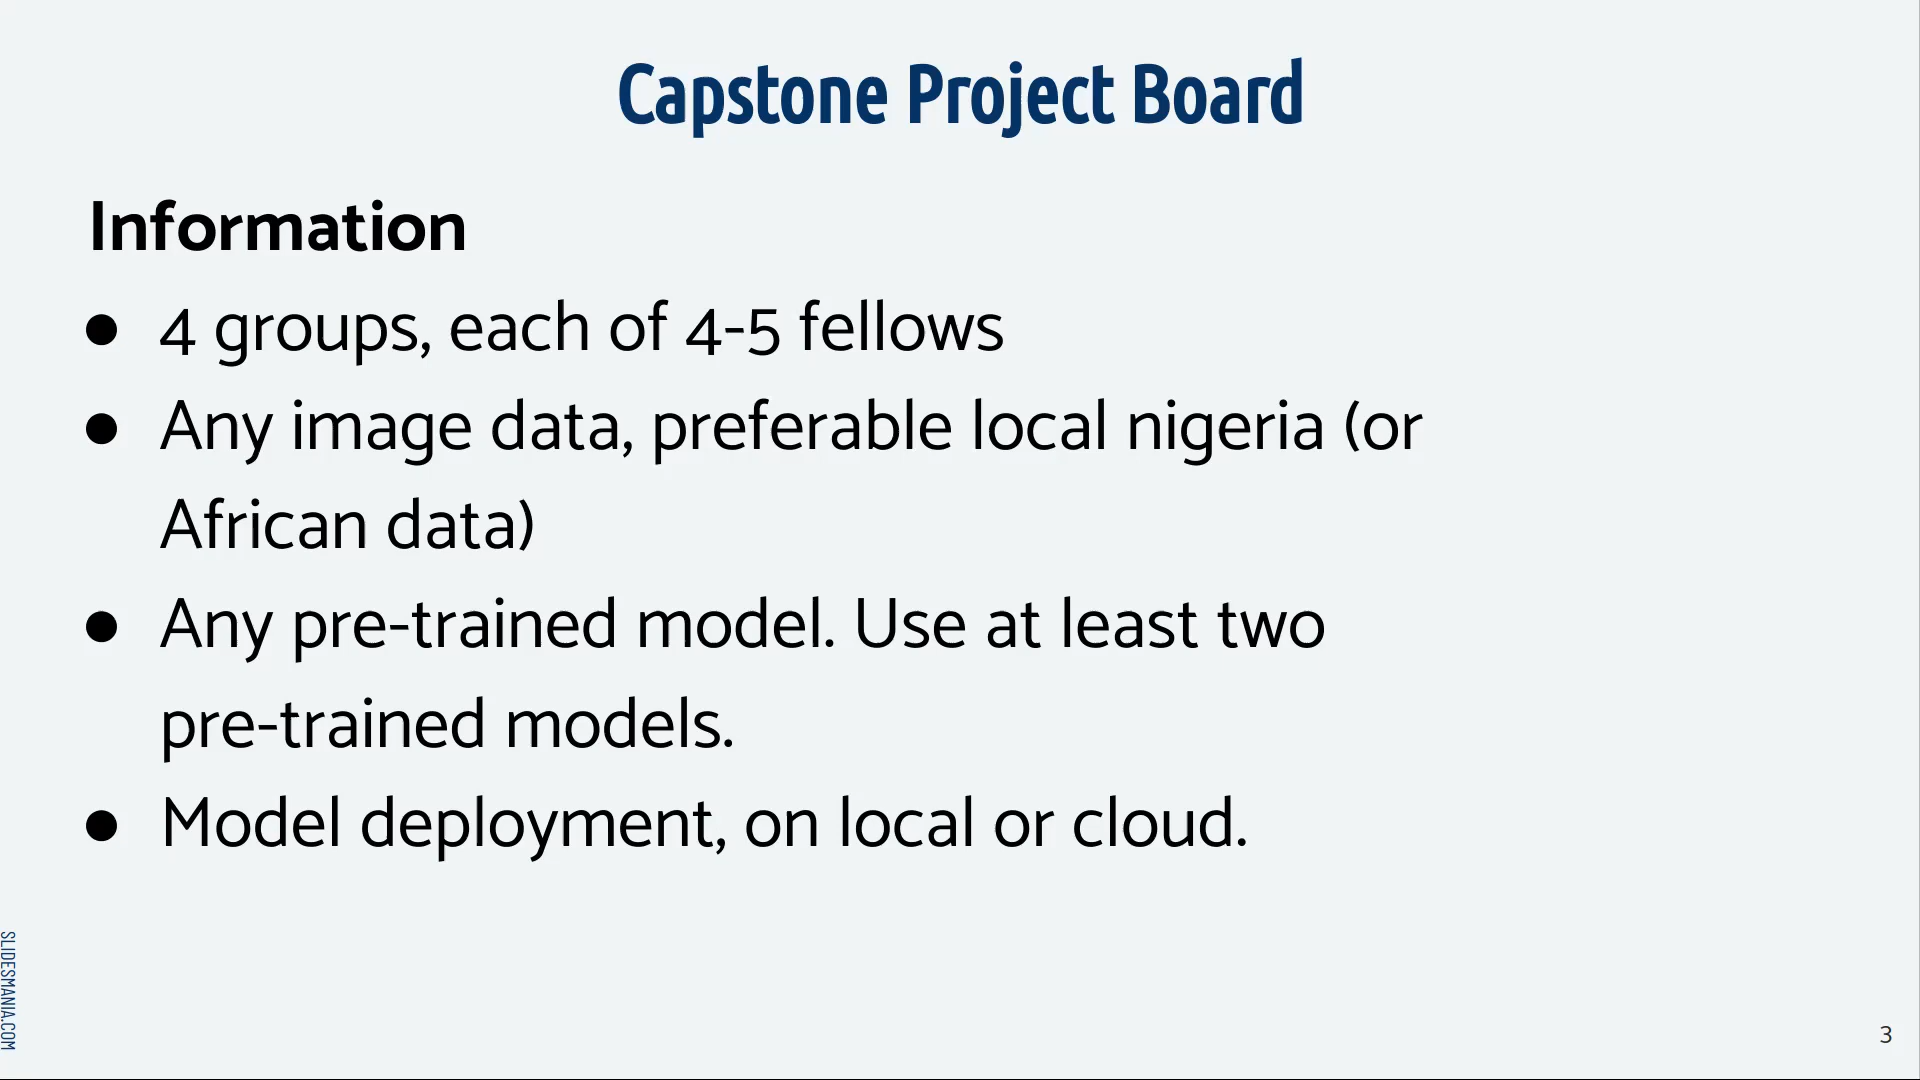 Capstone Project Board
Information
● 4 groups, each of 4-5 fellows
● Any image data, preferable local nigeria (or
African data)
● Any pre-trained model. Use at least two
pre-trained models.
● Model deployment, on local or cloud.
SLIDESMANIA.COM
3